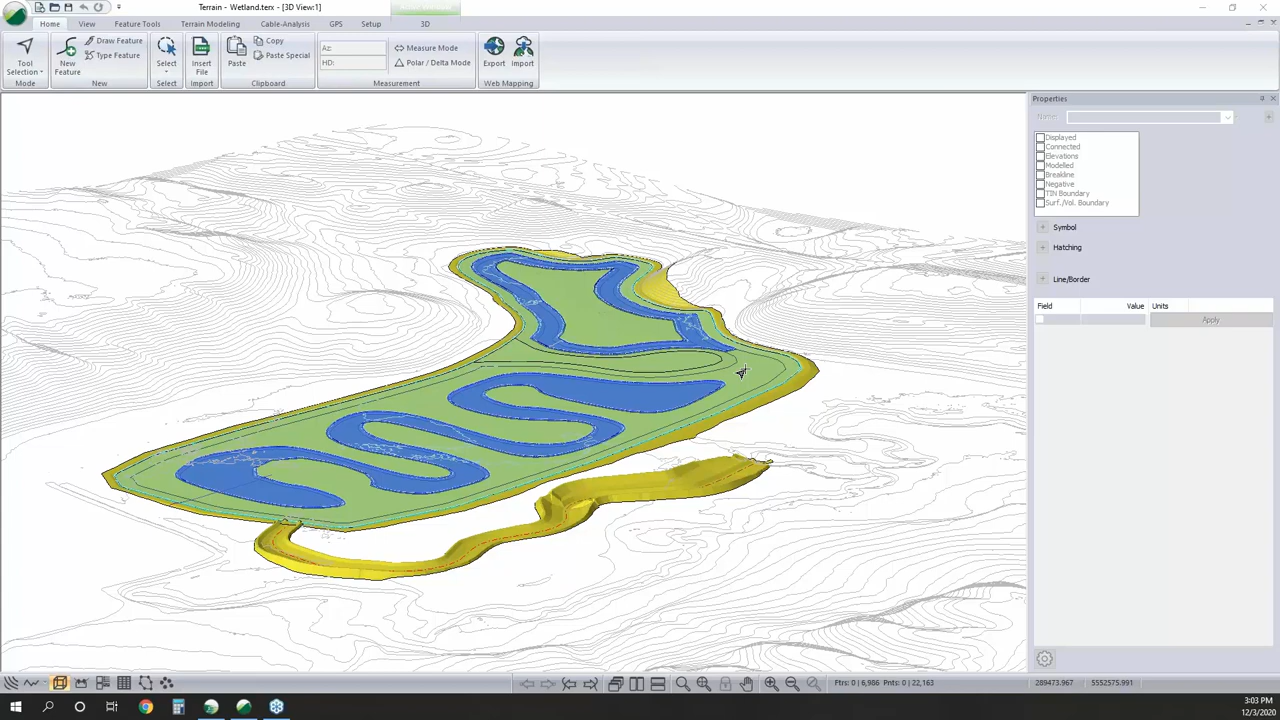 Terrain - Wetland.terx - [3D View:1]
Home View Feature Tools Terrain Modeling Cable-Analysis GPS Setup 3D
Tool Selection
Mode
New Feature
Draw Feature
Type Feature
New
Select
Select
Insert File
Import
Paste
Copy
Paste Special
Clipboard
Az:
HD:
Measure Mode
Polar / Delta Mode
Measurement
Export
Import
Web Mapping
Properties
Name:
Displayed
Connected
Elevations
Modelled
Breakline
Negative
TIN Boundary
Surf./Vol. Boundary
Symbol
Hatching
Line/Border
Field Value Units
Apply
Ftrs: 0 | 6,986 Pnts: 0 | 22,163
289473.967 5552575.991
3:03 PM
12/3/2020